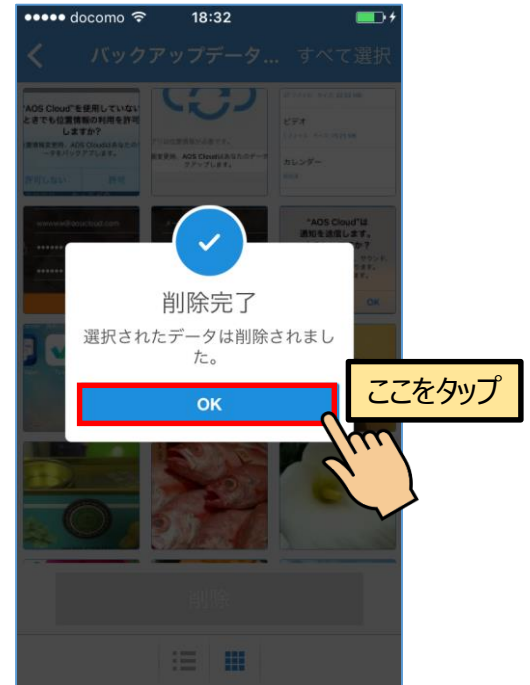 docomo 18:32
バックアップデータ... すべて選択
"AOS Cloud"を使用していない
ときでも位置情報の利用を許可
しますか?
許可しない 許可
ビデオ
カレンダー
"AOS Cloud"は
通知を送信します。
OK
削除完了
選択されたデータは削除されまし
た。
OK
ここをタップ
削除